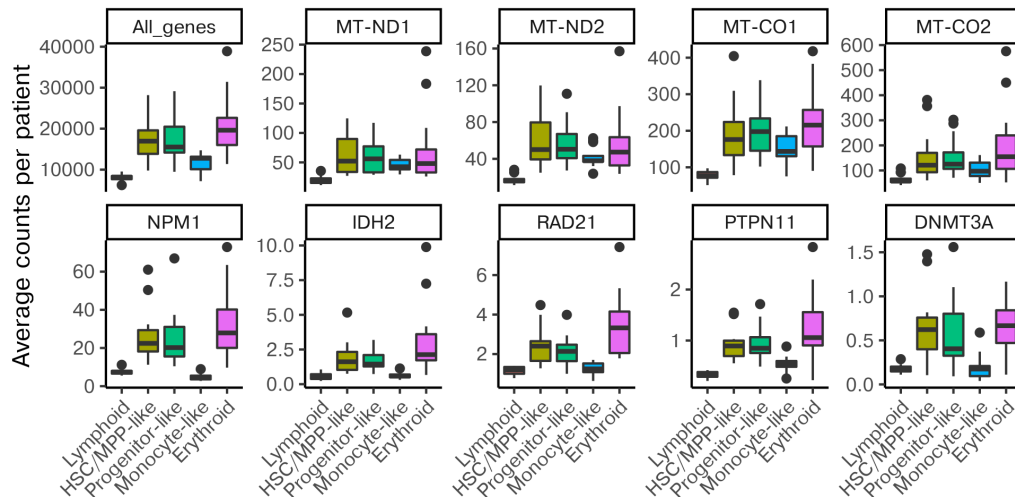 All_genes MT-ND1 MT-ND2 MT-CO1 MT-CO2
40000 30000 20000 10000
250 200 150 100 50
160 120 80 40
400 300 200 100
600 500 400 300 200 100 0
Average counts per patient
NPM1 IDH2 RAD21 PTPN11 DNMT3A
60 40 20 0
10.0 7.5 5.0 2.5 0.0
6 4 2
2 1 0
1.5 1.0 0.5 0.0
Lymphoid HSC/MPP-like Progenitor-like Monocyte-like Erythroid
Lymphoid HSC/MPP-like Progenitor-like Monocyte-like Erythroid
Lymphoid HSC/MPP-like Progenitor-like Monocyte-like Erythroid
Lymphoid HSC/MPP-like Progenitor-like Monocyte-like Erythroid
Lymphoid HSC/MPP-like Progenitor-like Monocyte-like Erythroid